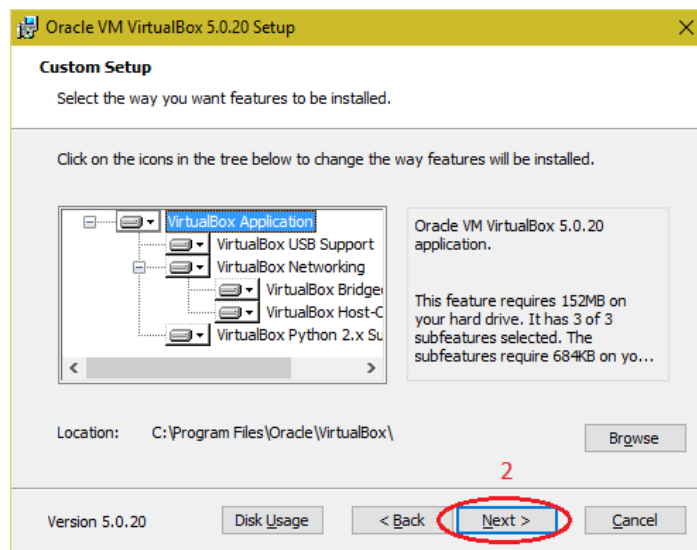 Oracle VM VirtualBox 5.0.20 Setup
Custom Setup
Select the way you want features to be installed.
Click on the icons in the tree below to change the way features will be installed.
VirtualBox Application
VirtualBox USB Support
VirtualBox Networking
VirtualBox Bridge
VirtualBox Host-C
VirtualBox Python 2.x Su
Oracle VM VirtualBox 5.0.20
application.
This feature requires 152MB on
your hard drive. It has 3 of 3
subfeatures selected. The
subfeatures require 684KB on yo...
Location: C:\Program Files\Oracle\VirtualBox\
Browse
2
Version 5.0.20
Disk Usage
< Back
Next >
Cancel